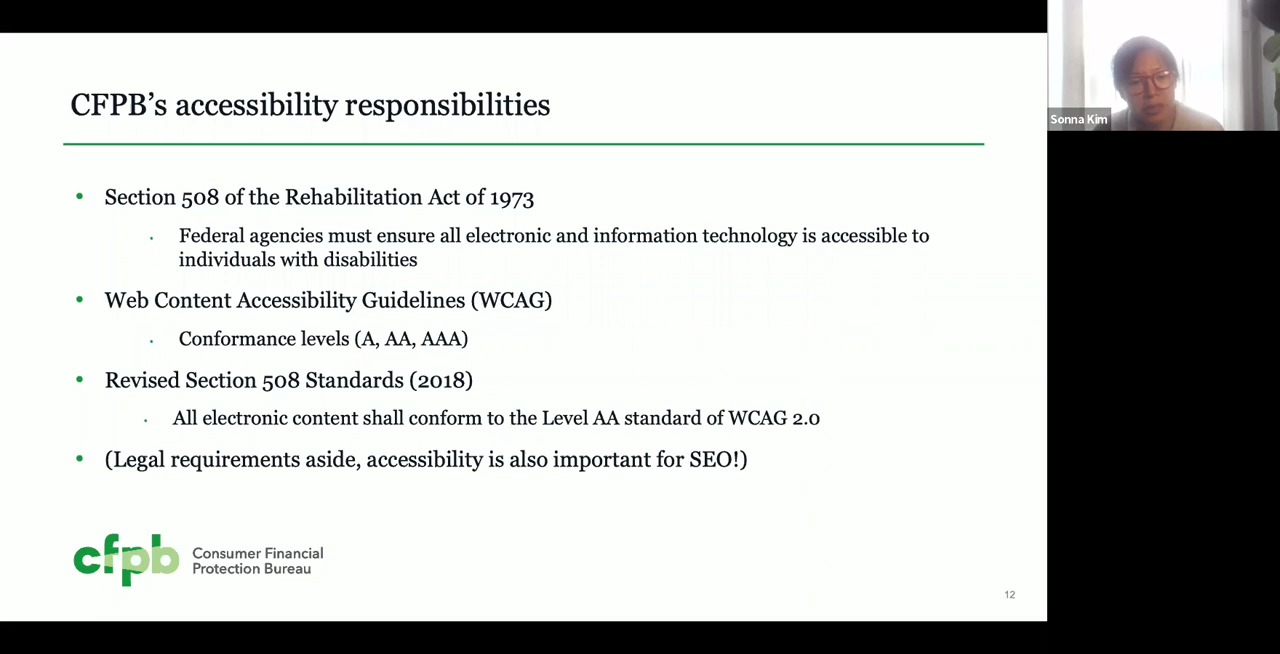 CFPB’s accessibility responsibilities
• Section 508 of the Rehabilitation Act of 1973
· Federal agencies must ensure all electronic and information technology is accessible to
individuals with disabilities
• Web Content Accessibility Guidelines (WCAG)
· Conformance levels (A, AA, AAA)
• Revised Section 508 Standards (2018)
· All electronic content shall conform to the Level AA standard of WCAG 2.0
• (Legal requirements aside, accessibility is also important for SEO!)
cfpb
Consumer Financial
Protection Bureau
12
Sonna Kim